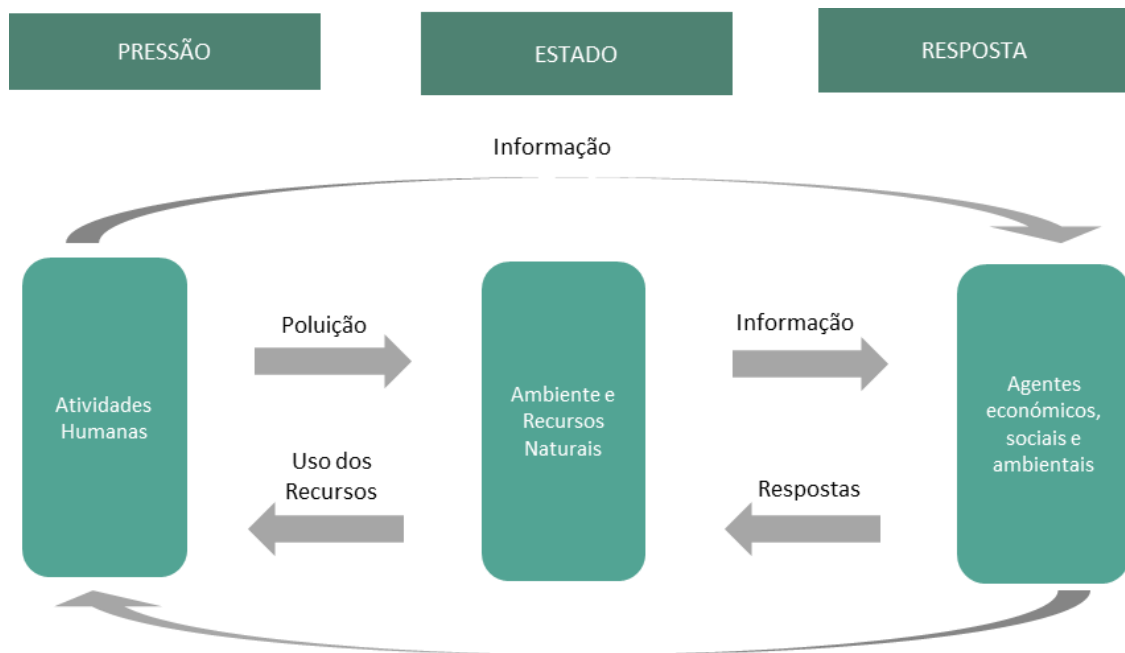 PRESSÃO
ESTADO
RESPOSTA
Informação
Poluição
Informação
Atividades
Humanas
Ambiente e
Recursos
Naturais
Agentes
económicos,
sociais e
ambientais
Uso dos
Recursos
Respostas